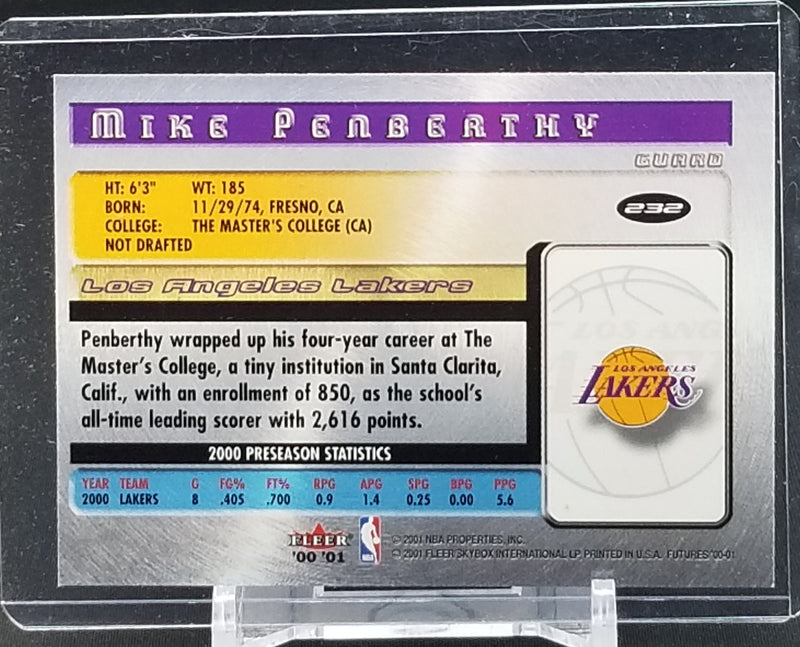 MIKE PENBERTHY
GUARD
HT: 6'3" WT: 185
BORN: 11/29/74, FRESNO, CA
COLLEGE: THE MASTER'S COLLEGE (CA)
NOT DRAFTED
232
Los Angeles Lakers
Penberthy wrapped up his four-year career at The
Master's College, a tiny institution in Santa Clarita,
Calif., with an enrollment of 850, as the school's
all-time leading scorer with 2,616 points.
LOS ANG
LOS ANGELES
LAKERS
2000 PRESEASON STATISTICS
YEAR TEAM G FG% FT% RPG APG SPG BPG PPG
2000 LAKERS 8 .405 .700 0.9 1.4 0.25 0.00 5.6
FLEER
'00 '01
NBA
© 2001 NBA PROPERTIES, INC.
© 2001 FLEER SKYBOX INTERNATIONAL LP PRINTED IN U.S.A. FUTURES '00-01